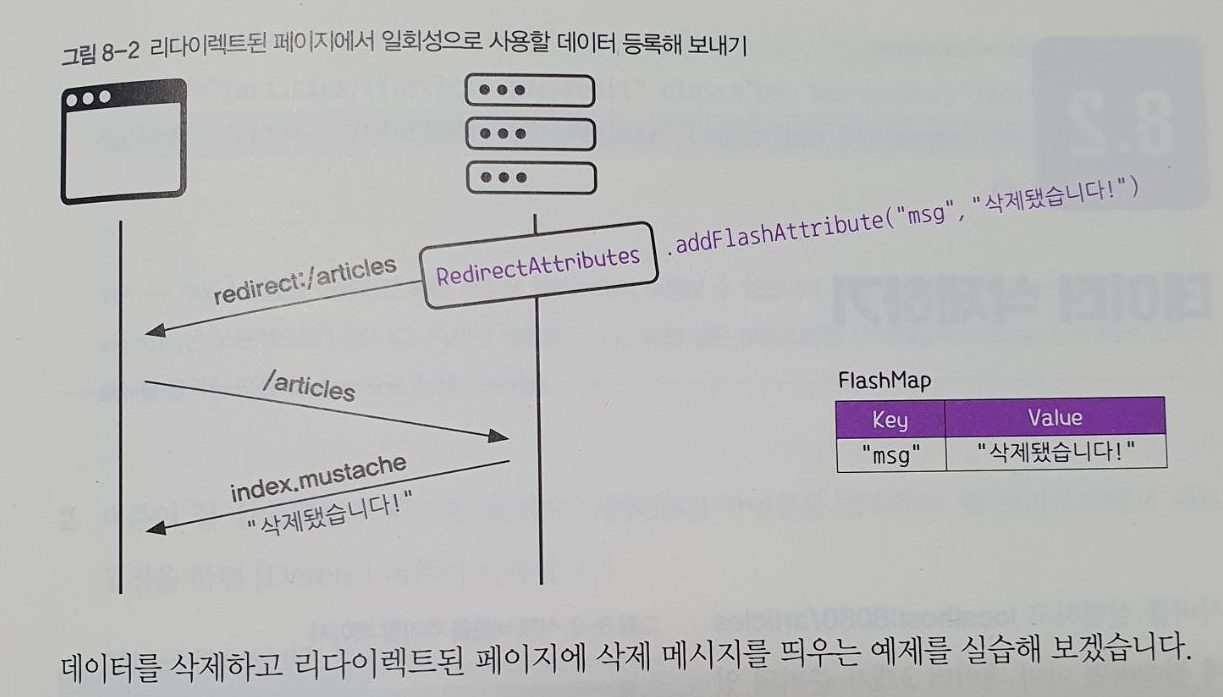 그림 8-2 리다이렉트된 페이지에서 일회성으로 사용할 데이터 등록해 보내기
RedirectAttributes .addFlashAttribute("msg", "삭제됐습니다!")
redirect:/articles
/articles
index.mustache
"삭제됐습니다!"
FlashMap
Key Value
"msg" "삭제됐습니다!"
데이터를 삭제하고 리다이렉트된 페이지에 삭제 메시지를 띄우는 예제를 실습해 보겠습니다.